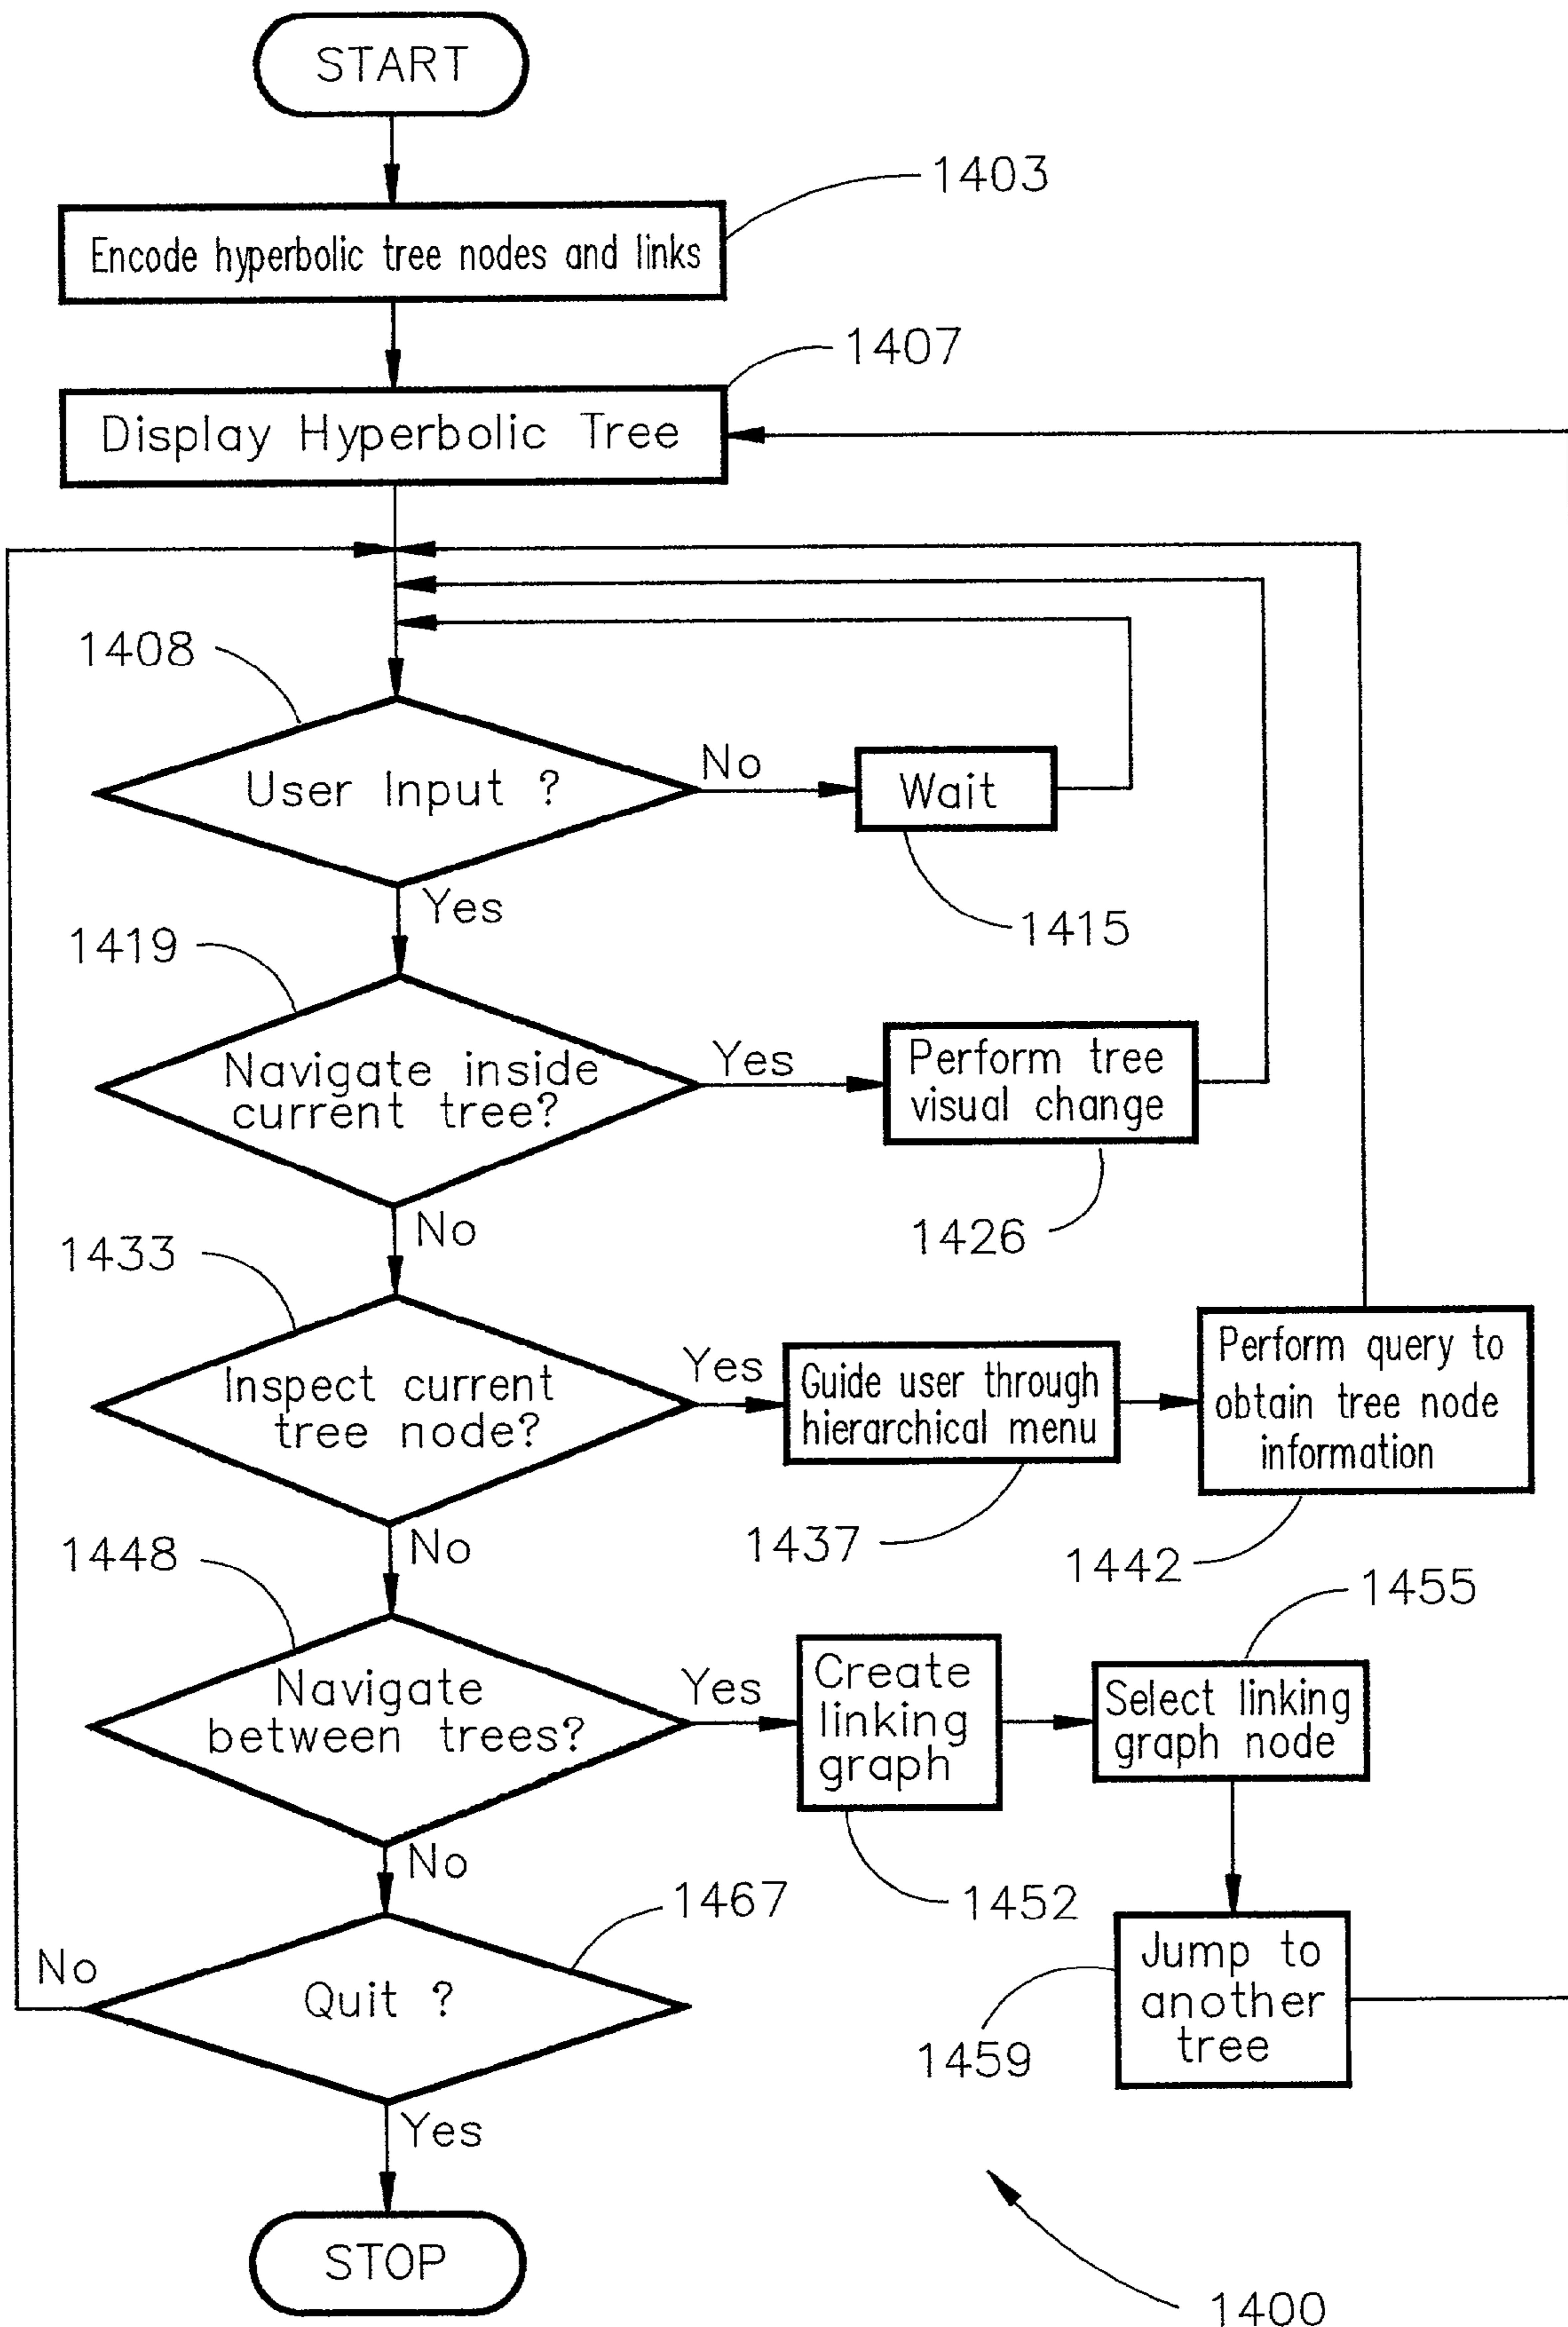 START
1403
Encode hyperbolic tree nodes and links
1407
Display Hyperbolic Tree
1408
User Input ?
No
Wait
1415
Yes
1419
Navigate inside
current tree?
Yes
Perform tree
visual change
1426
No
1433
Inspect current
tree node?
Yes
Guide user through
hierarchical menu
1437
Perform query to
obtain tree node
information
1442
No
1448
Navigate
between trees?
Yes
Create
linking
graph
1452
Select linking
graph node
1455
Jump to
another
tree
1459
No
1467
Quit ?
No
Yes
STOP
1400